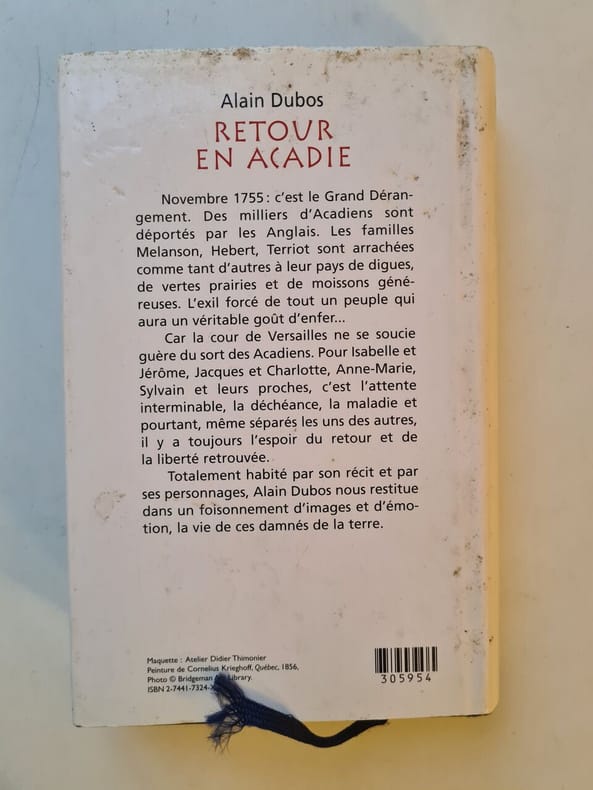 Alain Dubos
RETOUR
EN ACADIE
Novembre 1755 : c'est le Grand Déran-
gement. Des milliers d'Acadiens sont
déportés par les Anglais. Les familles
Melanson, Hebert, Terriot sont arrachées
comme tant d'autres à leur pays de digues,
de vertes prairies et de moissons géné-
reuses. L'exil forcé de tout un peuple qui
aura un véritable goût d'enfer...
Car la cour de Versailles ne se soucie
guère du sort des Acadiens. Pour Isabelle et
Jérôme, Jacques et Charlotte, Anne-Marie,
Sylvain et leurs proches, c'est l'attente
interminable, la déchéance, la maladie et
pourtant, même séparés les uns des autres,
il y a toujours l'espoir du retour et de
la liberté retrouvée.
Totalement habité par son récit et par
ses personnages, Alain Dubos nous restitue
dans un foisonnement d'images et d'émo-
tion, la vie de ces damnés de la terre.
Maquette : Atelier Didier Thimonier
Peinture de Cornelius Krieghoff, Québec, 1856,
Photo © Bridgeman Library.
ISBN 2-7441-7324-
305954